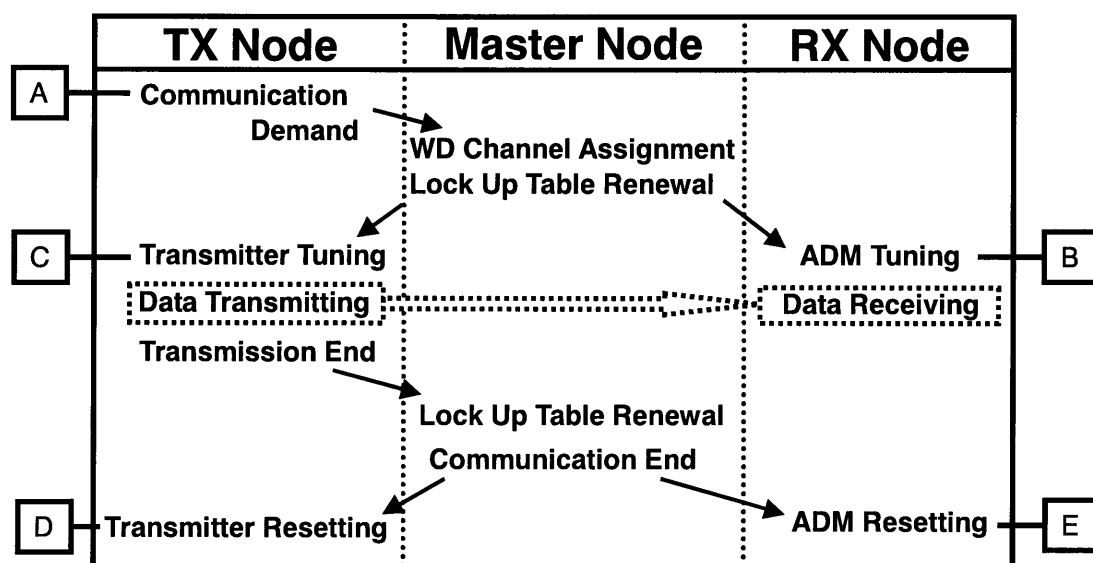 TX Node Master Node RX Node
A Communication
Demand
WD Channel Assignment
Lock Up Table Renewal
C Transmitter Tuning ADM Tuning B
Data Transmitting Data Receiving
Transmission End
Lock Up Table Renewal
Communication End
D Transmitter Resetting ADM Resetting E